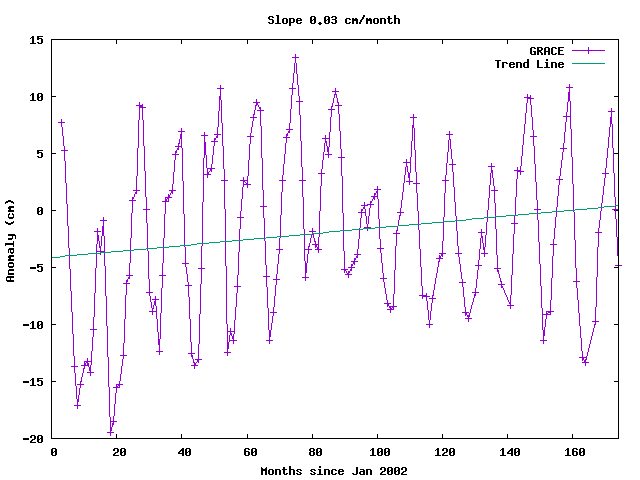 Slope 0.03 cm/month
GRACE
Trend Line
15
10
5
0
-5
-10
-15
-20
Anomaly (cm)
0 20 40 60 80 100 120 140 160
Months since Jan 2002